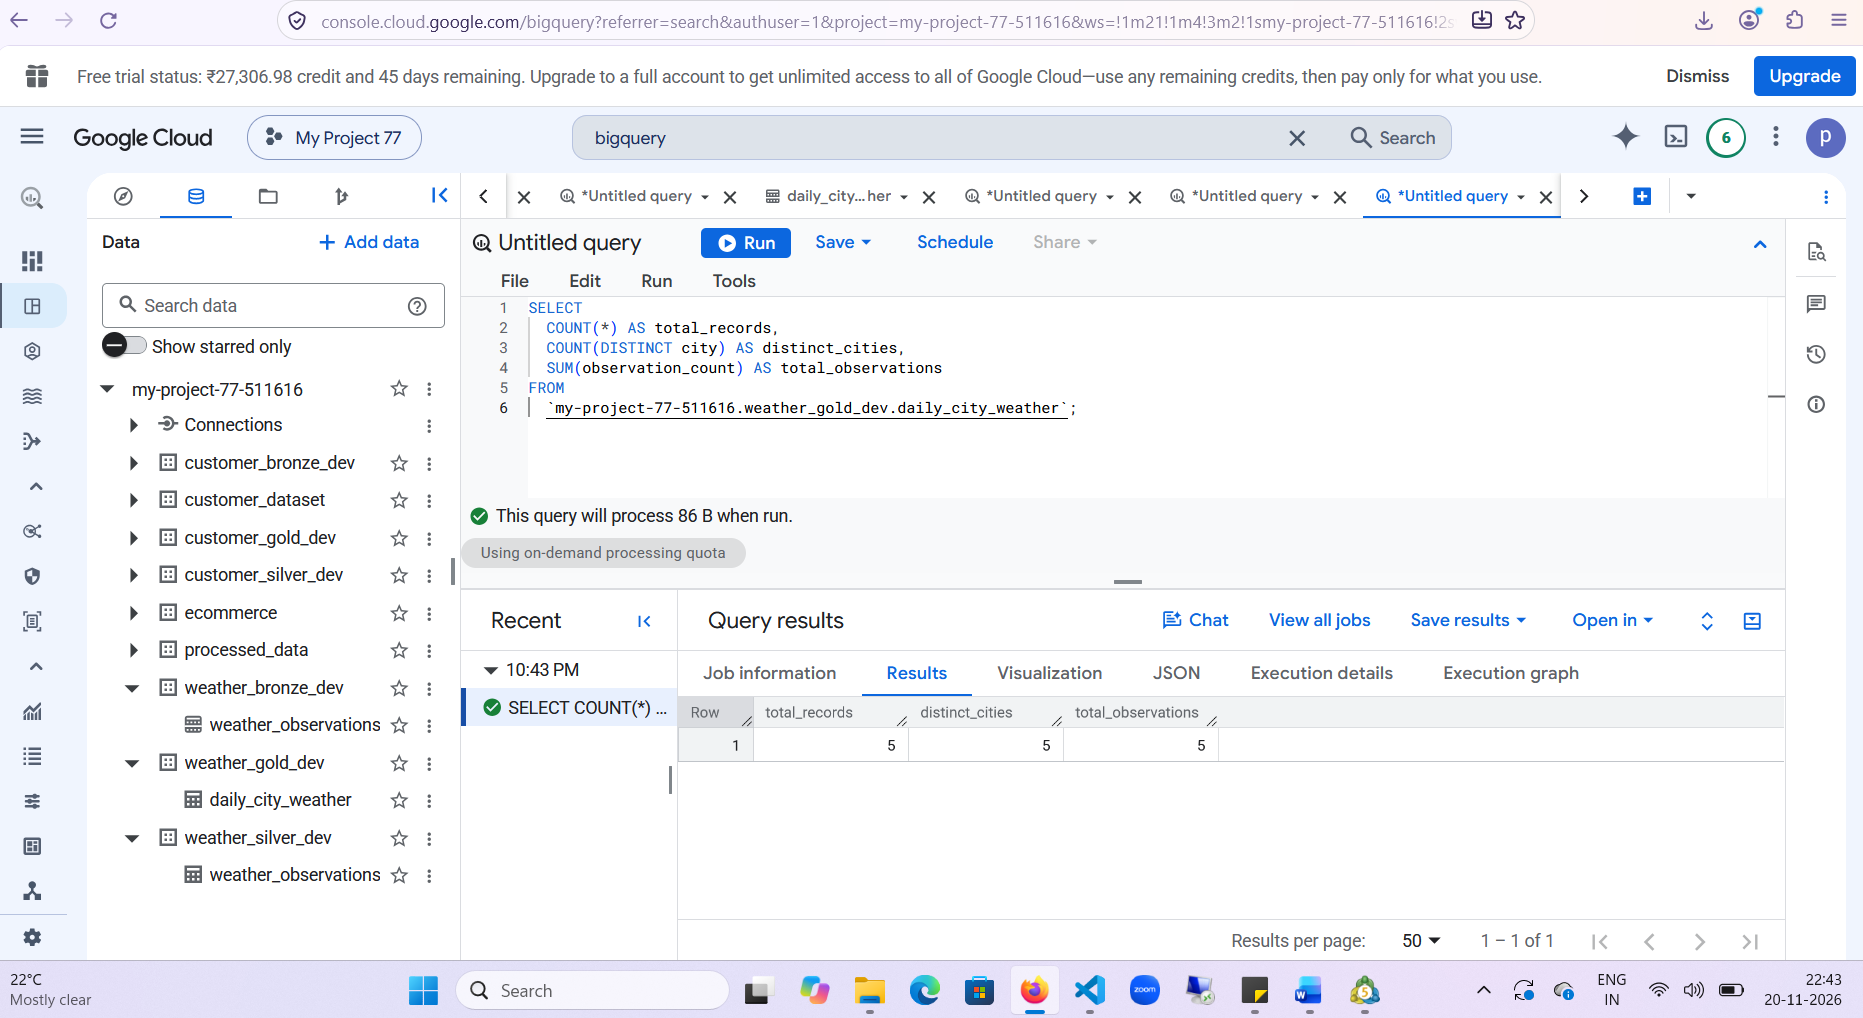 console.cloud.google.com/bigquery?referrer=search&authuser=1&project=my-project-77-511616&ws=!1m21!1m4!3m2!1smy-project-77-511616!2s
Free trial status: ₹27,306.98 credit and 45 days remaining. Upgrade to a full account to get unlimited access to all of Google Cloud—use any remaining credits, then pay only for what you use.
Dismiss
Upgrade
Google Cloud
My Project 77
bigquery
Search
6
p
*Untitled query
daily_city...her
*Untitled query
*Untitled query
*Untitled query
Data
Add data
Search data
Show starred only
my-project-77-511616
Connections
customer_bronze_dev
customer_dataset
customer_gold_dev
customer_silver_dev
ecommerce
processed_data
weather_bronze_dev
weather_observations
weather_gold_dev
daily_city_weather
weather_silver_dev
weather_observations
Untitled query
Run
Save
Schedule
Share
File Edit Run Tools
1 SELECT
2 COUNT(*) AS total_records,
3 COUNT(DISTINCT city) AS distinct_cities,
4 SUM(observation_count) AS total_observations
5 FROM
6 `my-project-77-511616.weather_gold_dev.daily_city_weather`;
This query will process 86 B when run.
Using on-demand processing quota
Recent
10:43 PM
SELECT COUNT(*) ...
Query results
Chat
View all jobs
Save results
Open in
Job information Results Visualization JSON Execution details Execution graph
Row total_records distinct_cities total_observations
1 5 5 5
Results per page: 50 1 – 1 of 1
22°C
Mostly clear
Search
zoom
W
5
ENG
IN
22:43
20-11-2026